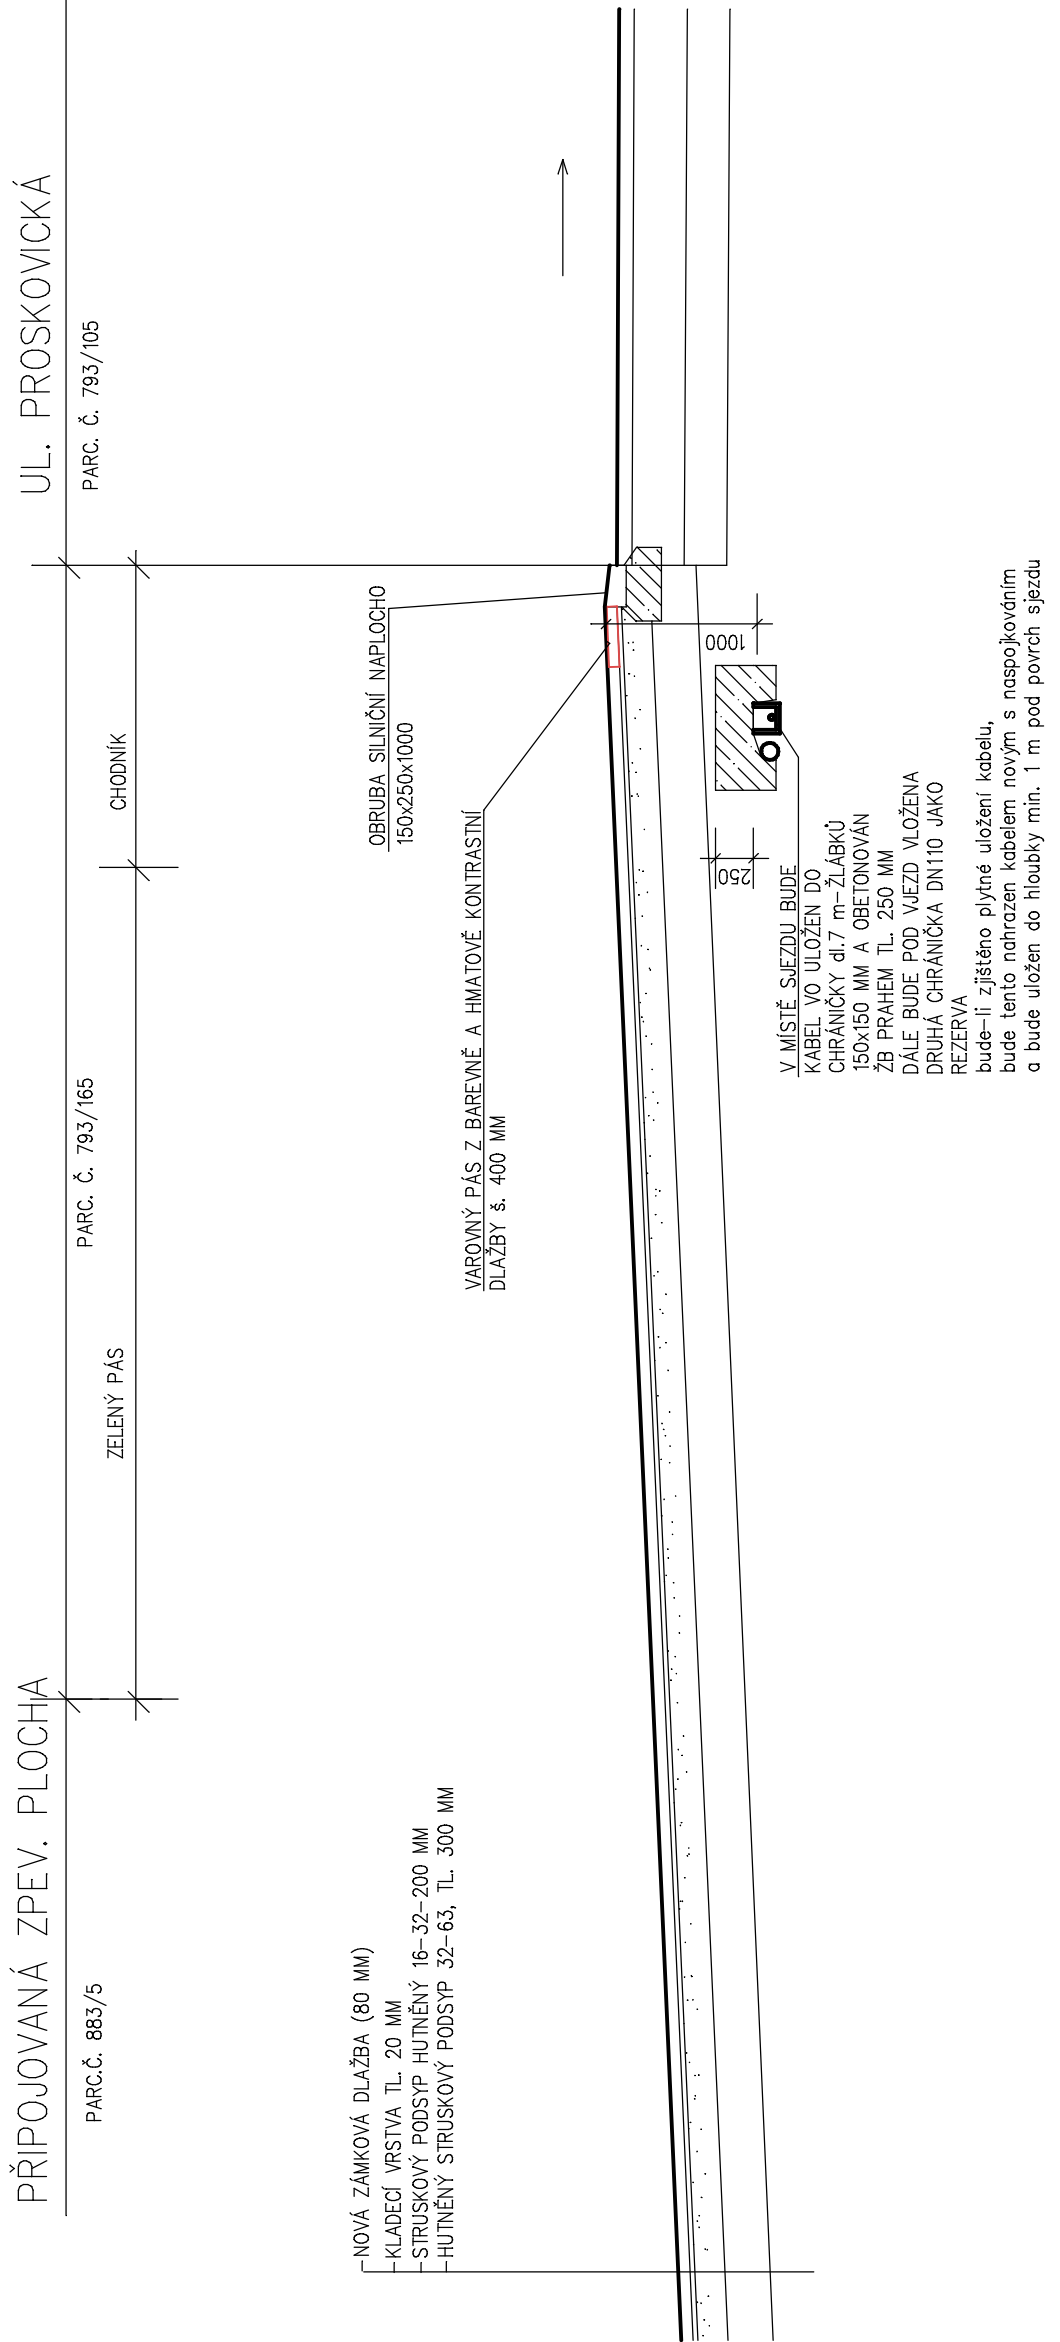 PŘIPOJOVANÁ ZPEV. PLOCHA
UL. PROSKOVICKÁ
PARC.Č. 883/5
PARC. Č. 793/165
PARC. Č. 793/105
ZELENÝ PÁS
CHODNÍK
-NOVÁ ZÁMKOVÁ DLAŽBA (80 MM)
-KLADECÍ VRSTVA TL. 20 MM
-STRUSKOVÝ PODSYP HUTNĚNÝ 16-32-200 MM
-HUTNĚNÝ STRUSKOVÝ PODSYP 32-63, TL. 300 MM
OBRUBA SILNIČNÍ NAPLOCHO
150x250x1000
VAROVNÝ PÁS Z BAREVNĚ A HMATOVĚ KONTRASTNÍ
DLAŽBY š. 400 MM
1000
250
V MÍSTĚ SJEZDU BUDE
KABEL VO ULOŽEN DO
CHRÁNIČKY dl.7 m-ŽLÁBKŮ
150x150 MM A OBETONOVÁN
ŽB PRAHEM TL. 250 MM
DÁLE BUDE POD VJEZD VLOŽENA
DRUHÁ CHRÁNIČKA DN110 JAKO
REZERVA
bude-li zjištěno plytné uložení kabelu,
bude tento nahrazen kabelem novým s naspojkováním
a bude uložen do hloubky min. 1 m pod povrch sjezdu